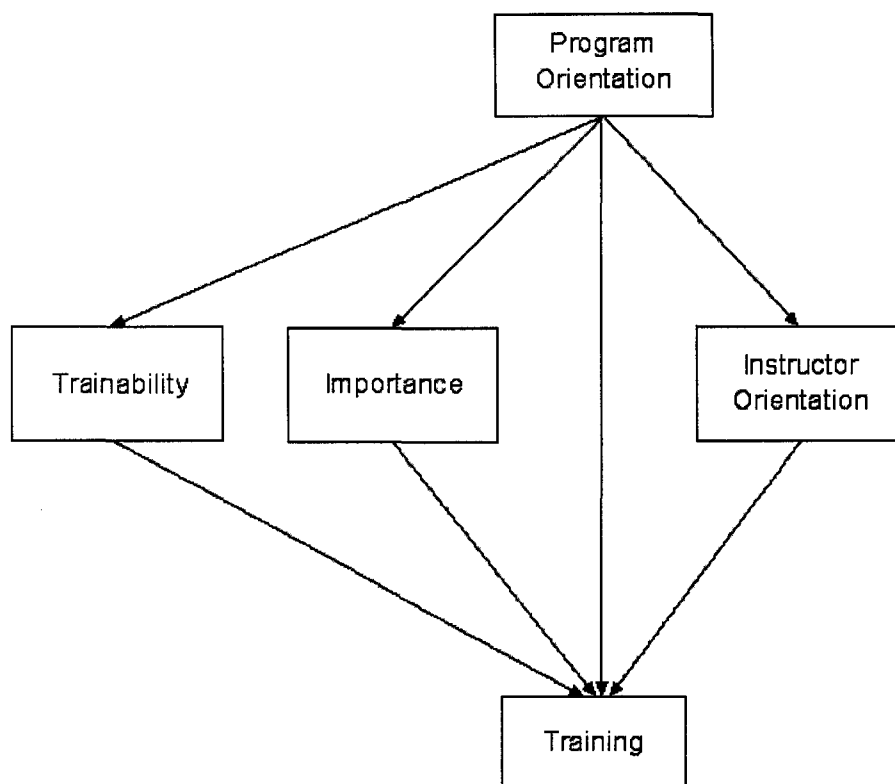 Program
Orientation
Trainability
Importance
Instructor
Orientation
Training